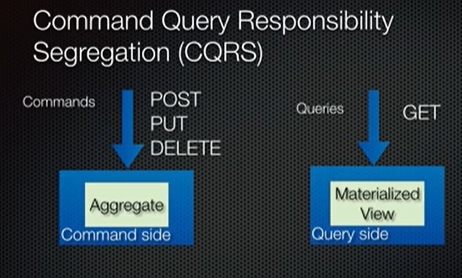 Command Query Responsibility
Segregation (CQRS)
Commands
POST
PUT
DELETE
Queries
GET
Aggregate
Command side
Materialized
View
Query side